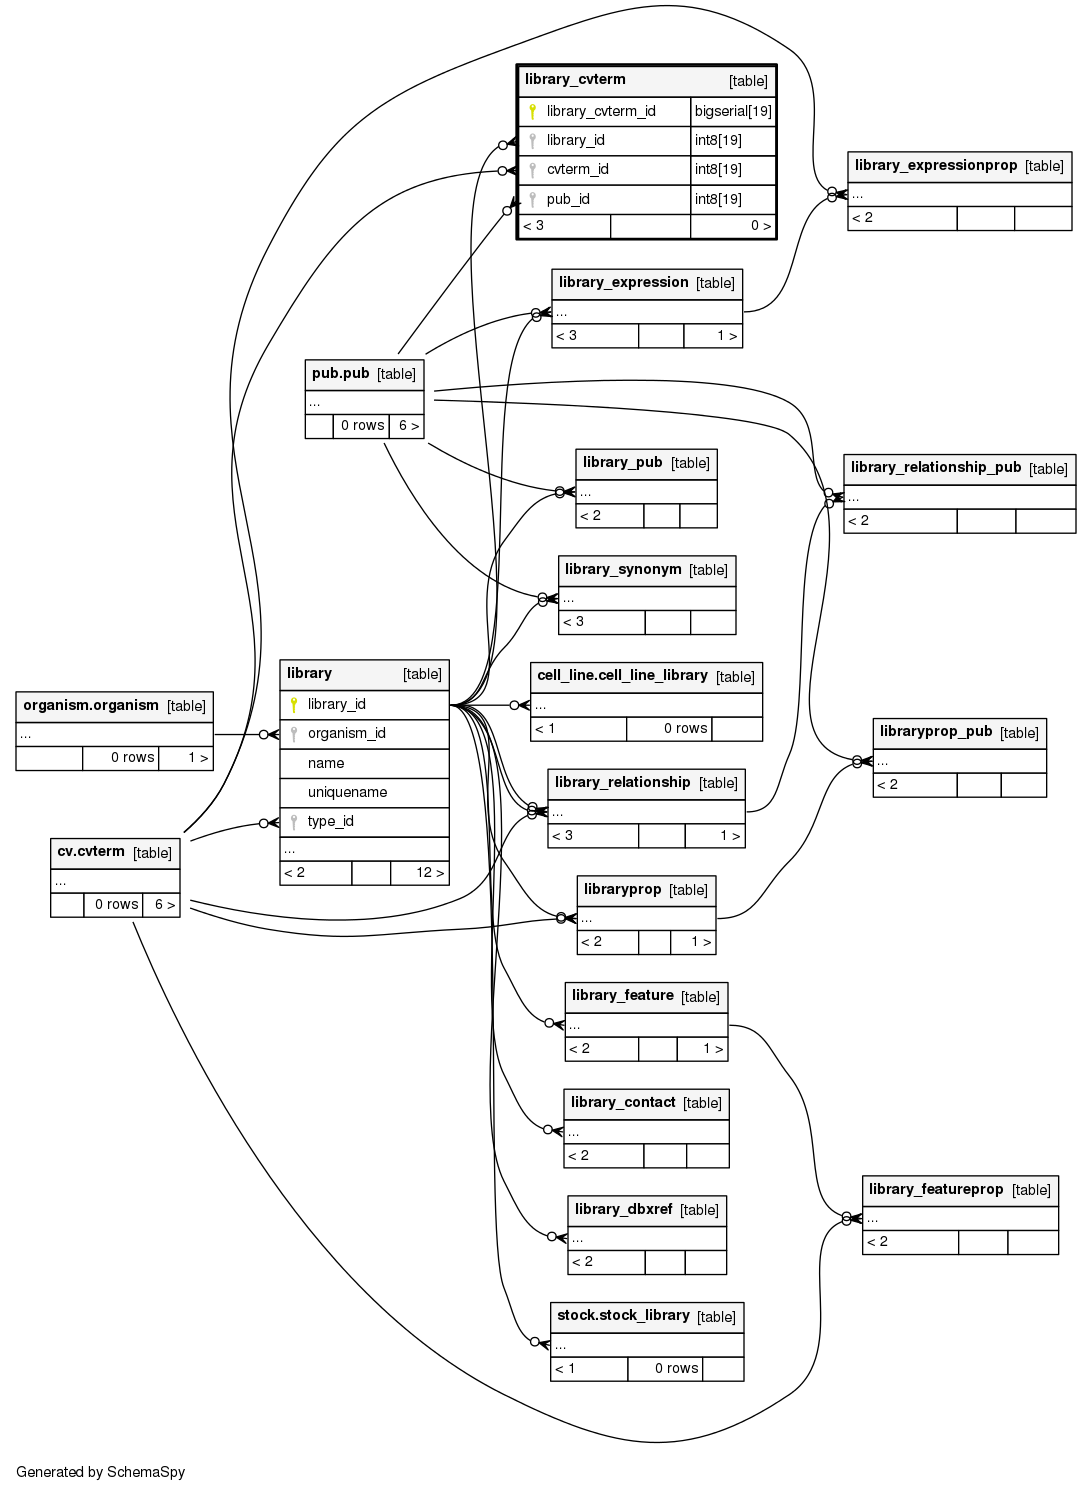 library_cvterm [table]
library_cvterm_id bigserial[19]
library_id int8[19]
cvterm_id int8[19]
pub_id int8[19]
< 3 0 >
library_expressionprop [table]
...
< 2
library_expression [table]
...
< 3 1 >
pub.pub [table]
...
0 rows 6 >
library_pub [table]
...
< 2
library_relationship_pub [table]
...
< 2
library_synonym [table]
...
< 3
library [table]
library_id
organism_id
name
uniquename
type_id
...
< 2 12 >
cell_line.cell_line_library [table]
...
< 1 0 rows
organism.organism [table]
...
0 rows 1 >
libraryprop_pub [table]
...
< 2
library_relationship [table]
...
< 3 1 >
cv.cvterm [table]
...
0 rows 6 >
libraryprop [table]
...
< 2 1 >
library_feature [table]
...
< 2 1 >
library_contact [table]
...
< 2
library_featureprop [table]
...
< 2
library_dbxref [table]
...
< 2
stock.stock_library [table]
...
< 1 0 rows
Generated by SchemaSpy